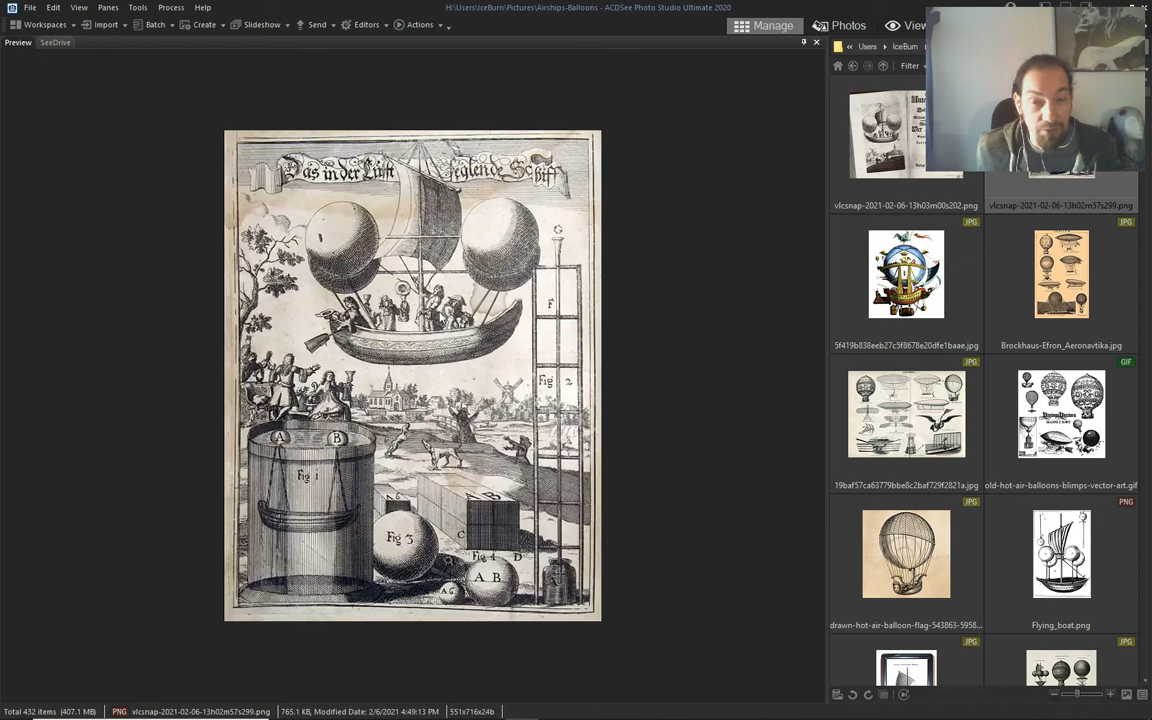 File Edit View Panes Tools Process Help
H:\Users\IceBurn\Pictures\Airships-Balloons - ACDSee Photo Studio Ultimate 2020
Workspaces Import Batch Create Slideshow Send Editors Actions
Manage Photos View
Preview SeeDrive
« Users IceBurn
Filter
Das in der Lufft seglende Schiff
G
F
Fig 2
A B
Fig 1
A B
Fig 3
C
Fig 4 D
A B
A
vlcsnap-2021-02-06-13h03m00s202.png vlcsnap-2021-02-06-13h02m57s299.png
JPG JPG
5f419b838eeb27c5f8678e20dfe1baae.jpg Brockhaus-Efron_Aeronavtika.jpg
JPG GIF
19baf57ca63779bbe8c2baf729f2821a.jpg old-hot-air-balloons-blimps-vector-art.gif
JPG PNG
drawn-hot-air-balloon-flag-543863-5958... Flying_boat.png
JPG JPG
Total 432 items (407.1 MB) PNG vlcsnap-2021-02-06-13h02m57s299.png 765.1 KB, Modified Date: 2/6/2021 4:49:13 PM 551x716x24b